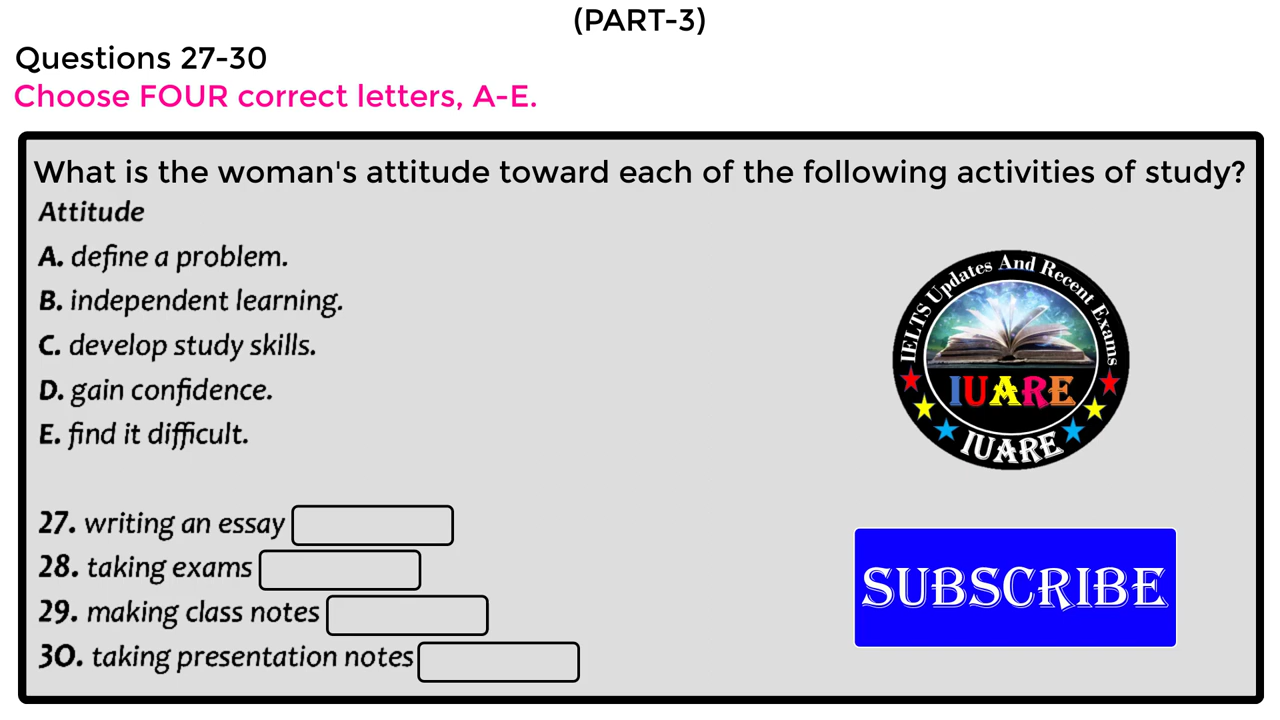 (PART-3)
Questions 27-30
Choose FOUR correct letters, A-E.
What is the woman's attitude toward each of the following activities of study?
Attitude
A. define a problem.
B. independent learning.
C. develop study skills.
D. gain confidence.
E. find it difficult.
IELTS Updates And Recent Exams
IUARE
IUARE
27. writing an essay
28. taking exams
29. making class notes
30. taking presentation notes
SUBSCRIBE